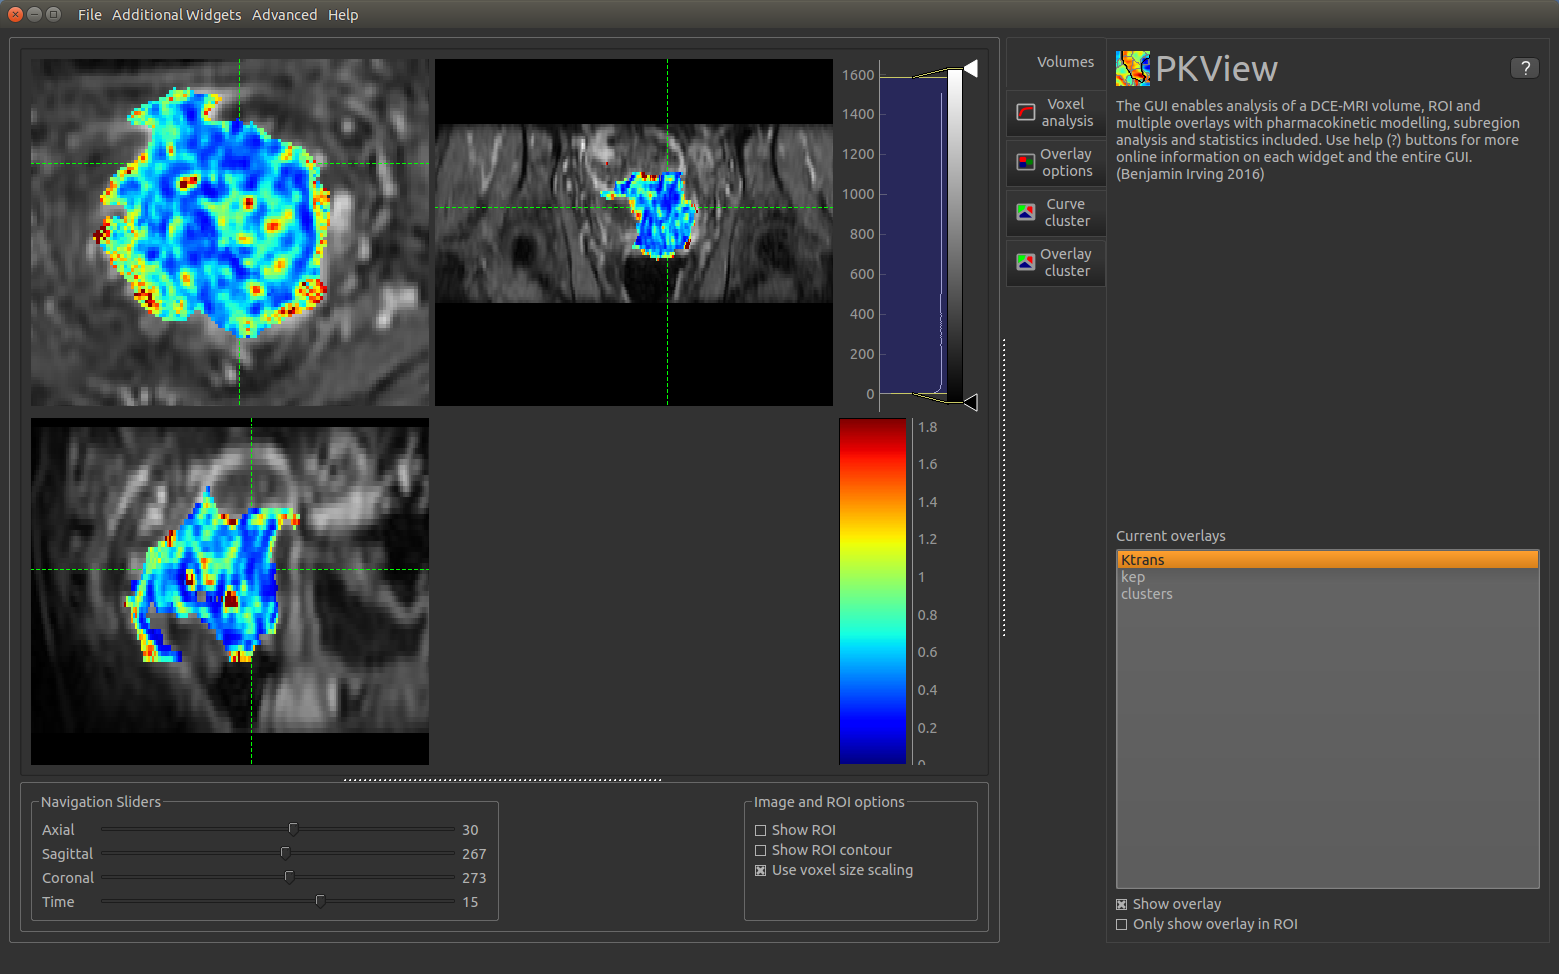 File Additional Widgets Advanced Help
1600
1400
1200
1000
800
600
400
200
0
1.8
1.6
1.4
1.2
1
0.8
0.6
0.4
0.2
0
Navigation Sliders
Axial 30
Sagittal 267
Coronal 273
Time 15
Image and ROI options
Show ROI
Show ROI contour
Use voxel size scaling
Volumes
Voxel
analysis
Overlay
options
Curve
cluster
Overlay
cluster
PKView
?
The GUI enables analysis of a DCE-MRI volume, ROI and
multiple overlays with pharmacokinetic modelling, subregion
analysis and statistics included. Use help (?) buttons for more
online information on each widget and the entire GUI.
(Benjamin Irving 2016)
Current overlays
Ktrans
kep
clusters
Show overlay
Only show overlay in ROI